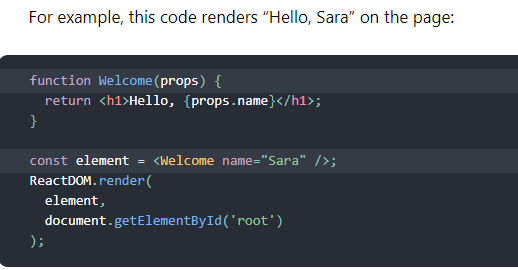 For example, this code renders “Hello, Sara” on the page:
function Welcome(props) {
  return <h1>Hello, {props.name}</h1>;
}
const element = <Welcome name="Sara" />;
ReactDOM.render(
  element,
  document.getElementById('root')
);